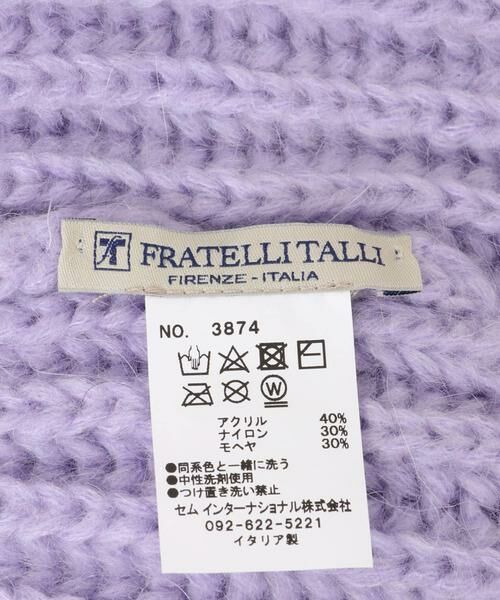 FRATELLI TALLI
FIRENZE - ITALIA
NO. 3874
W
アクリル 40%
ナイロン 30%
モヘヤ 30%
●同系色と一緒に洗う
●中性洗剤使用
●つけ置き洗い禁止
セム インターナショナル株式会社
092-622-5221
イタリア製